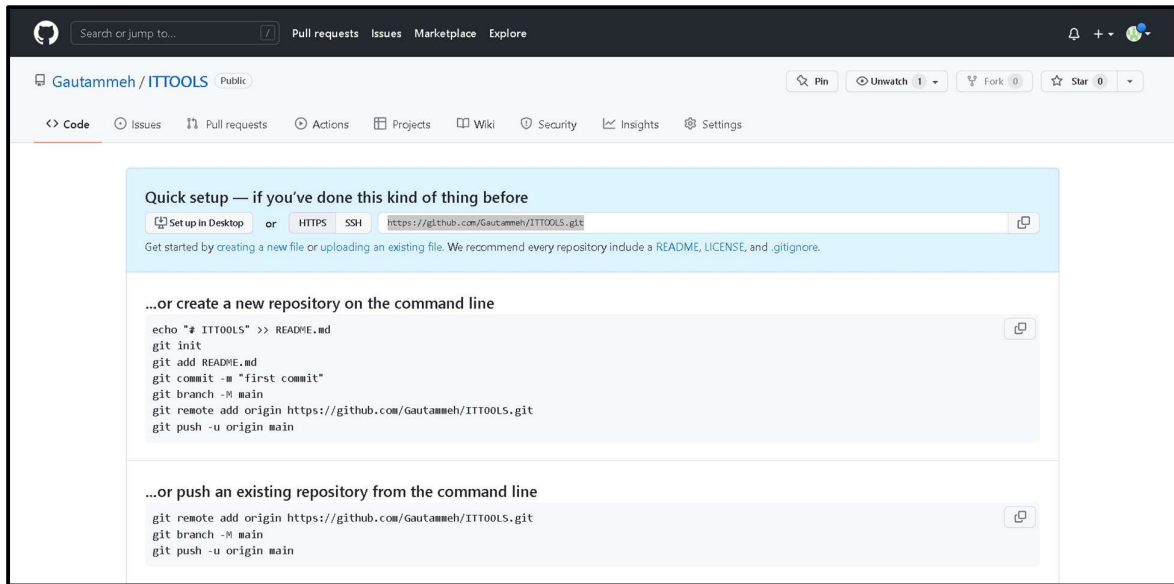 Search or jump to... / Pull requests Issues Marketplace Explore
Gautammeh / ITTOOLS Public Pin Unwatch 1 Fork 0 Star 0
Code Issues Pull requests Actions Projects Wiki Security Insights Settings
Quick setup — if you've done this kind of thing before
Set up in Desktop or HTTPS SSH https://github.com/Gautammeh/ITTOOLS.git
Get started by creating a new file or uploading an existing file. We recommend every repository include a README, LICENSE, and .gitignore.
...or create a new repository on the command line
echo "# ITTOOLS" >> README.md
git init
git add README.md
git commit -m "first commit"
git branch -M main
git remote add origin https://github.com/Gautammeh/ITTOOLS.git
git push -u origin main
...or push an existing repository from the command line
git remote add origin https://github.com/Gautammeh/ITTOOLS.git
git branch -M main
git push -u origin main